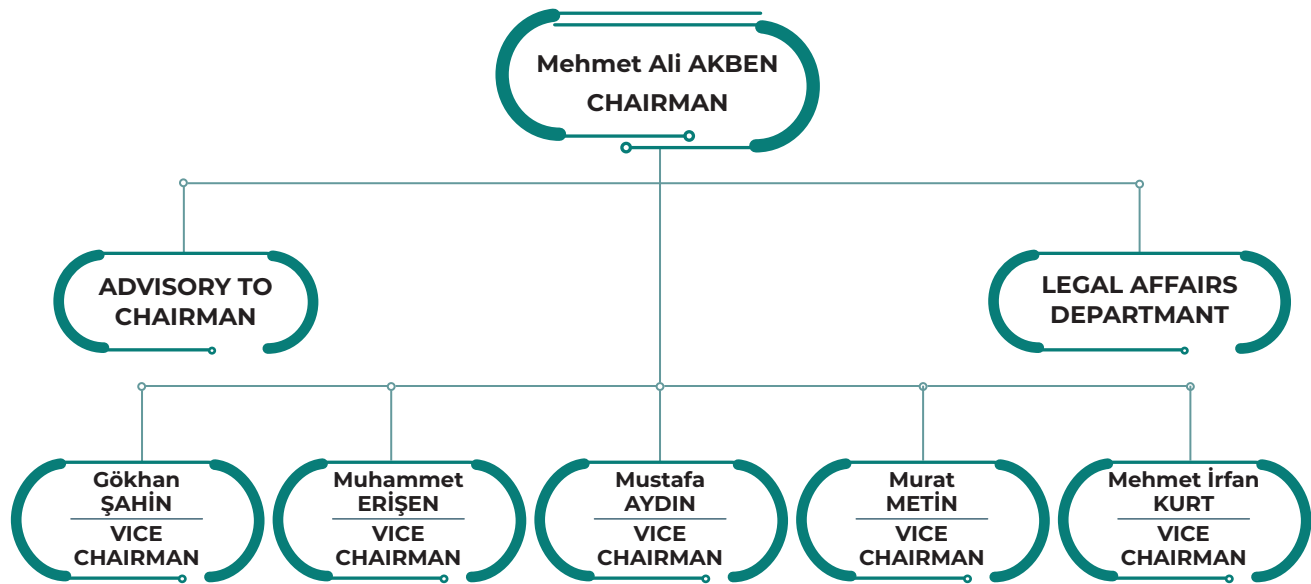 Mehmet Ali AKBEN
CHAIRMAN
ADVISORY TO
CHAIRMAN
LEGAL AFFAIRS
DEPARTMANT
Gökhan
ŞAHİN
VICE
CHAIRMAN
Muhammet
ERİŞEN
VICE
CHAIRMAN
Mustafa
AYDIN
VICE
CHAIRMAN
Murat
METİN
VICE
CHAIRMAN
Mehmet İrfan
KURT
VICE
CHAIRMAN